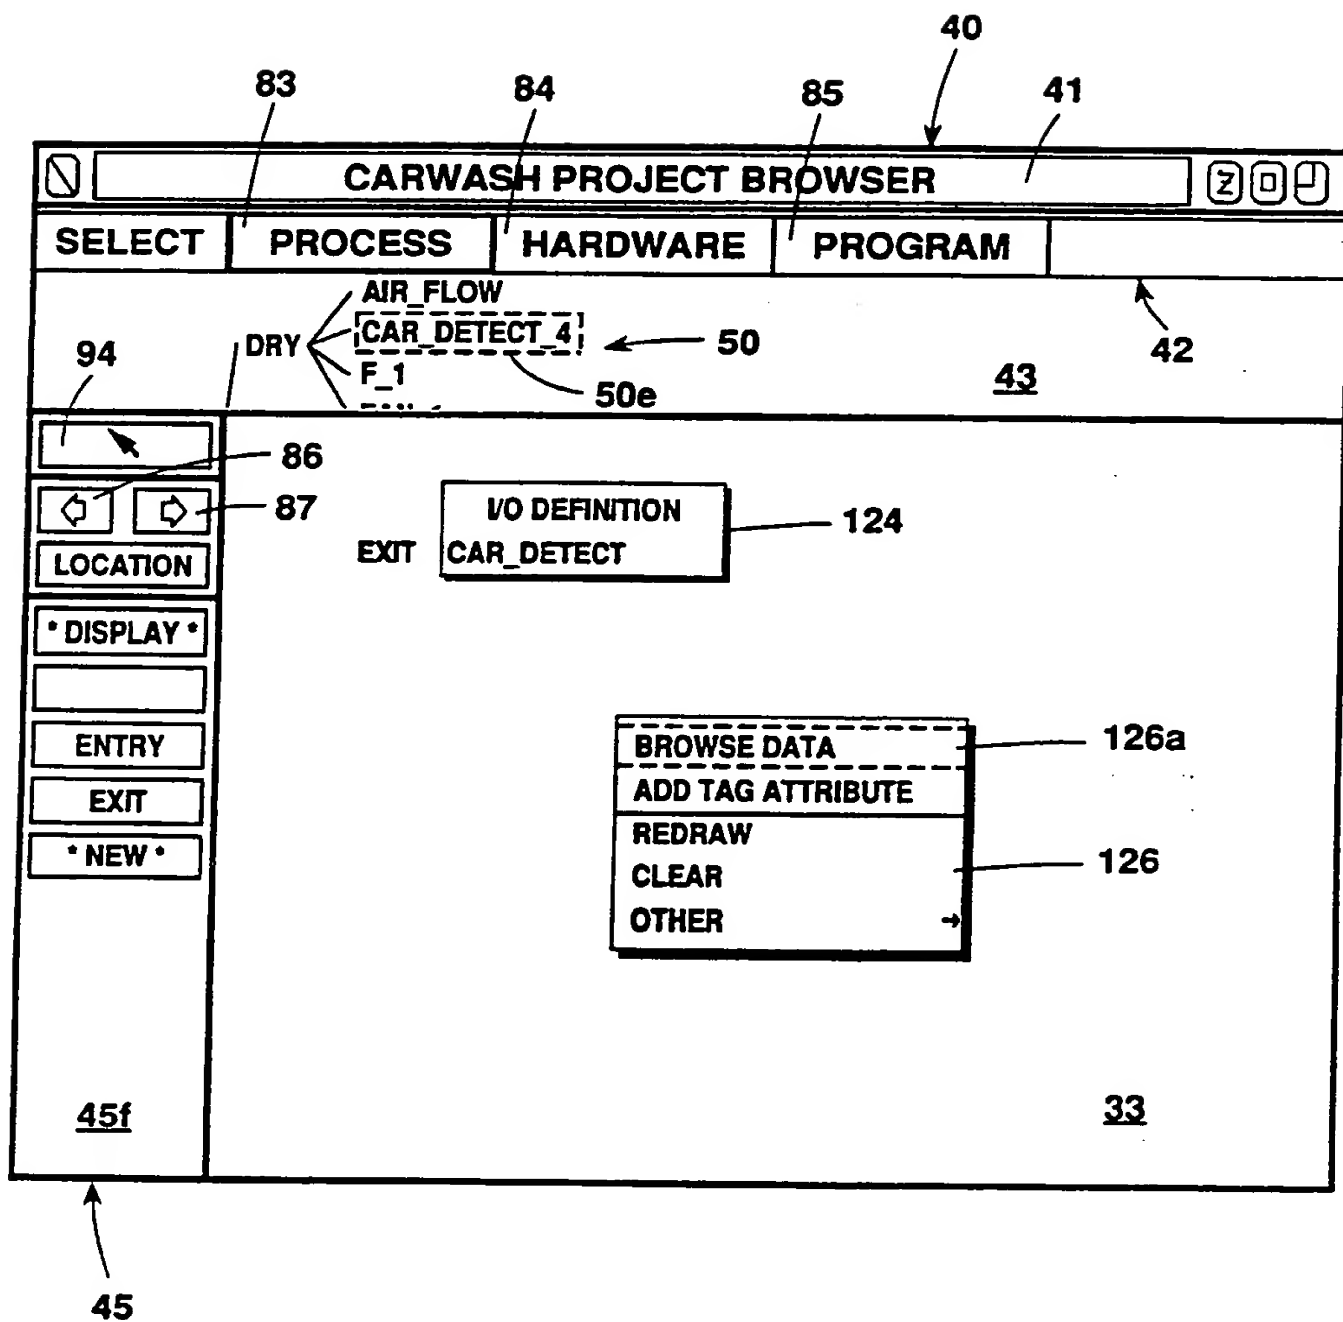 40
83
84
85
41
CARWASH PROJECT BROWSER
Z
SELECT PROCESS HARDWARE PROGRAM
AIR_FLOW
DRY CAR_DETECT_4
50
42
94
F_1
50e
43
86
87
I/O DEFINITION
124
EXIT CAR_DETECT
LOCATION
* DISPLAY *
ENTRY
BROWSE DATA
126a
EXIT
ADD TAG ATTRIBUTE
* NEW *
REDRAW
CLEAR
126
OTHER
45f
33
45